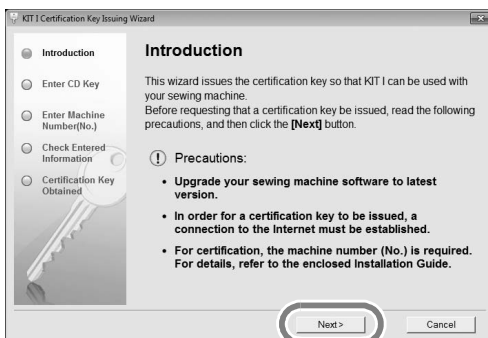 KIT I Certification Key Issuing Wizard
Introduction
Enter CD Key
Enter Machine
Number(No.)
Check Entered
Information
Certification Key
Obtained
Introduction
This wizard issues the certification key so that KIT I can be used with
your sewing machine.
Before requesting that a certification key be issued, read the following
precautions, and then click the [Next] button.
Precautions:
• Upgrade your sewing machine software to latest
version.
• In order for a certification key to be issued, a
connection to the Internet must be established.
• For certification, the machine number (No.) is required.
For details, refer to the enclosed Installation Guide.
Next >
Cancel